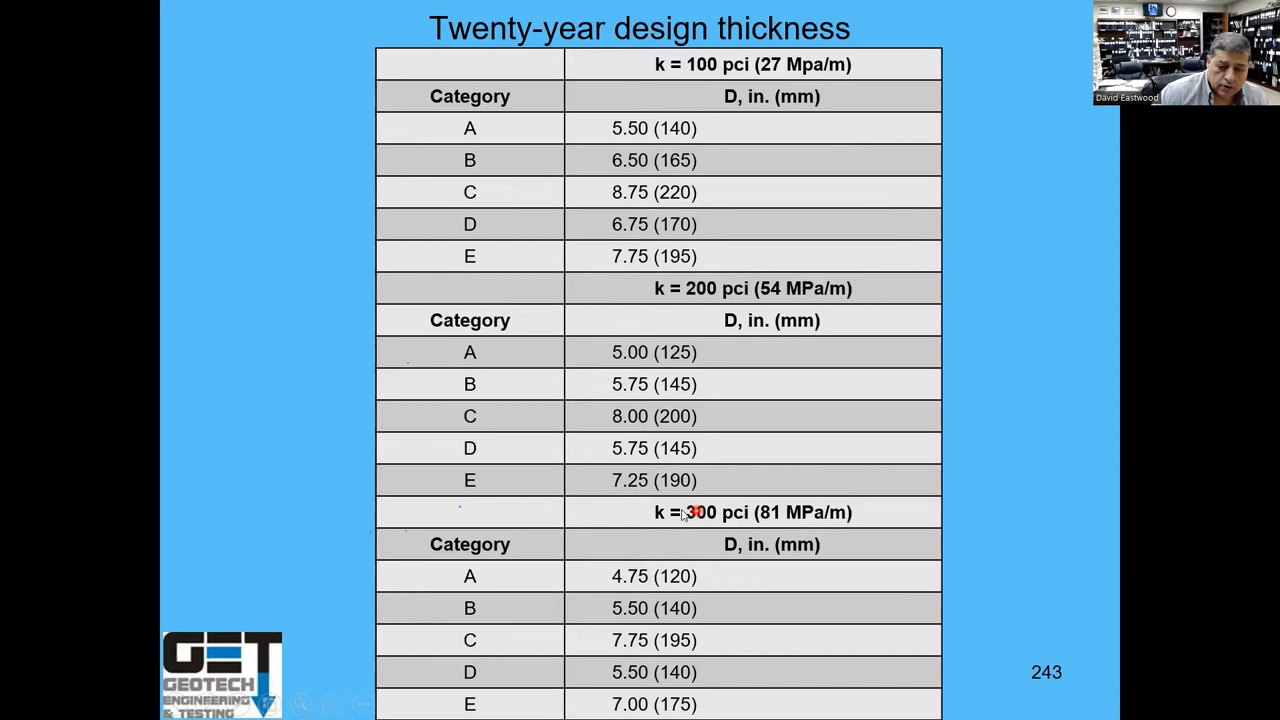 Twenty-year design thickness
k = 100 pci (27 Mpa/m)
Category D, in. (mm)
A 5.50 (140)
B 6.50 (165)
C 8.75 (220)
D 6.75 (170)
E 7.75 (195)
k = 200 pci (54 MPa/m)
Category D, in. (mm)
A 5.00 (125)
B 5.75 (145)
C 8.00 (200)
D 5.75 (145)
E 7.25 (190)
k = 300 pci (81 MPa/m)
Category D, in. (mm)
A 4.75 (120)
B 5.50 (140)
C 7.75 (195)
D 5.50 (140)
E 7.00 (175)
David Eastwood
GET
GEOTECH
ENGINEERING
& TESTING
243